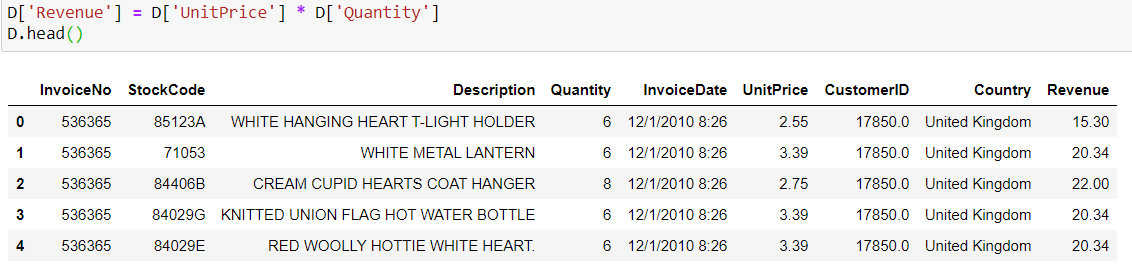 D['Revenue'] = D['UnitPrice'] * D['Quantity']
D.head()
InvoiceNo StockCode Description Quantity InvoiceDate UnitPrice CustomerID Country Revenue
0 536365 85123A WHITE HANGING HEART T-LIGHT HOLDER 6 12/1/2010 8:26 2.55 17850.0 United Kingdom 15.30
1 536365 71053 WHITE METAL LANTERN 6 12/1/2010 8:26 3.39 17850.0 United Kingdom 20.34
2 536365 84406B CREAM CUPID HEARTS COAT HANGER 8 12/1/2010 8:26 2.75 17850.0 United Kingdom 22.00
3 536365 84029G KNITTED UNION FLAG HOT WATER BOTTLE 6 12/1/2010 8:26 3.39 17850.0 United Kingdom 20.34
4 536365 84029E RED WOOLLY HOTTIE WHITE HEART. 6 12/1/2010 8:26 3.39 17850.0 United Kingdom 20.34